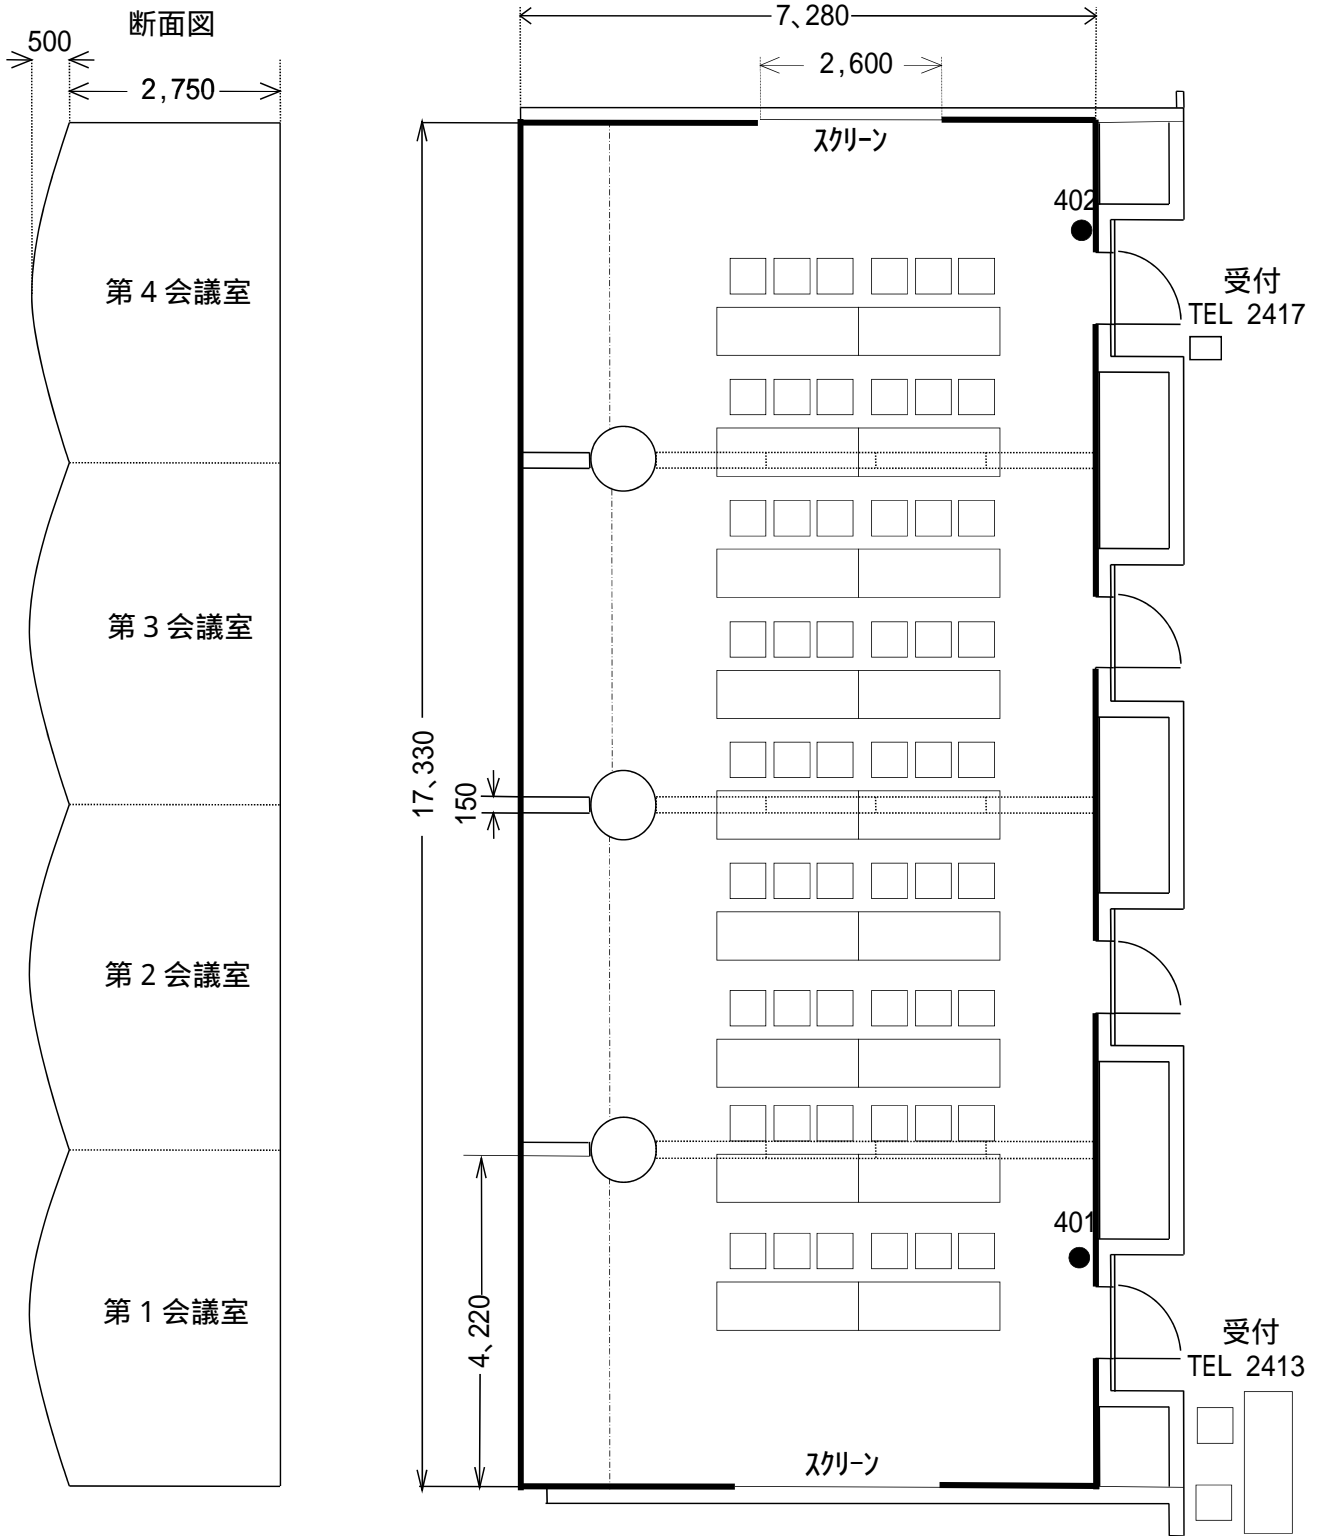 断面図
500
2,750
7、280
2,600
スクリーン
402
受付
TEL 2417
第4会議室
第3会議室
17、330
150
第2会議室
401
4、220
第1会議室
受付
TEL 2413
スクリーン